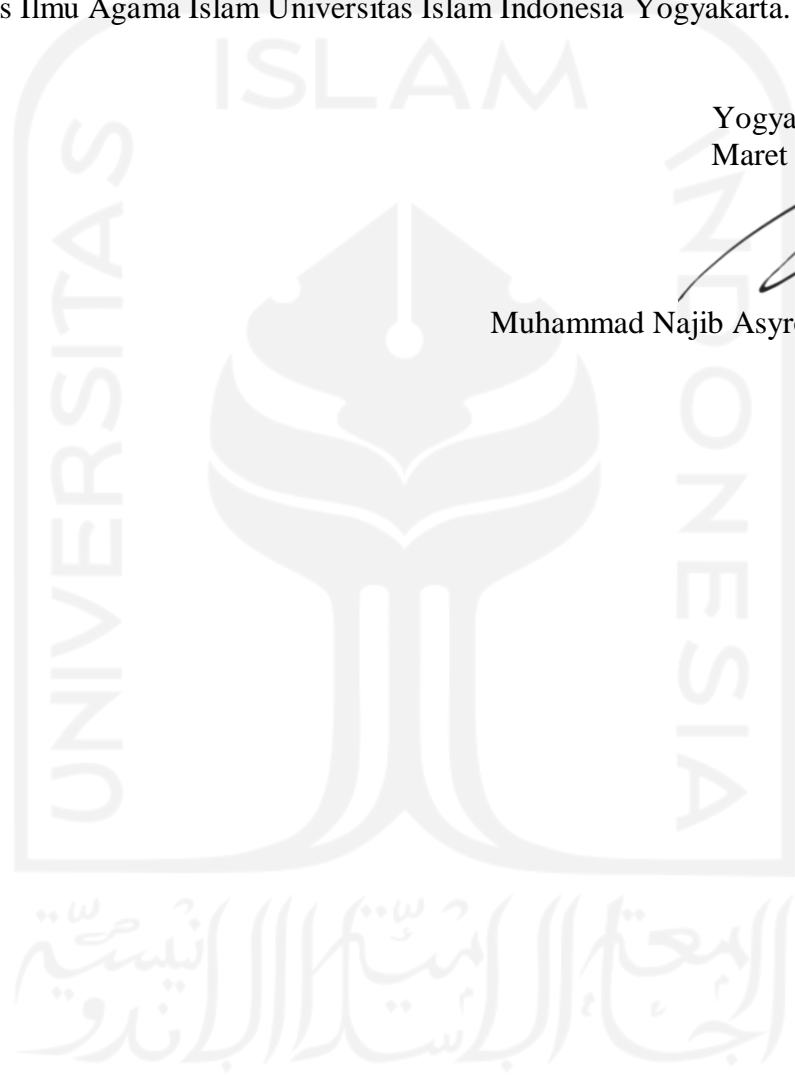 s Ilmu Agama Islam Universitas Islam Indonesia Yogyakarta.
ISLAM
UNIVERSITAS
INDONESIA
Yogya
Maret
Muhammad Najib Asyr